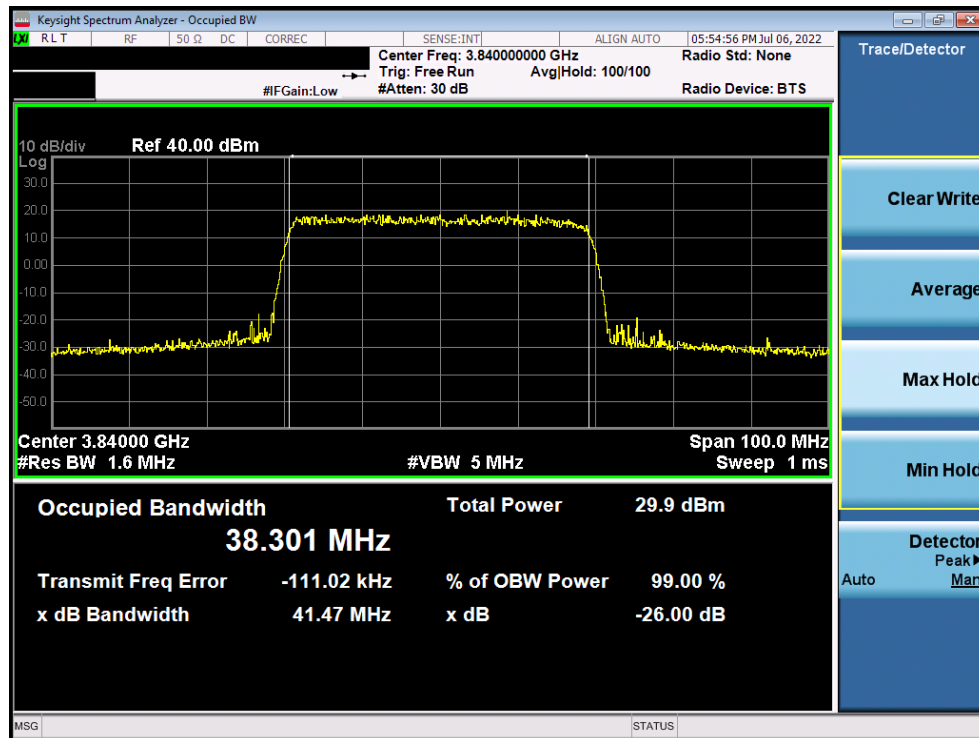 Keysight Spectrum Analyzer - Occupied BW
LXI RLT RF 50 Ω DC CORREC SENSE:INT ALIGN AUTO 05:54:56 PM Jul 06, 2022
Center Freq: 3.840000000 GHz Radio Std: None
Trig: Free Run Avg|Hold: 100/100
#IFGain:Low #Atten: 30 dB Radio Device: BTS
10 dB/div Ref 40.00 dBm
Log
30.0
20.0
10.0
0.00
-10.0
-20.0
-30.0
-40.0
-50.0
Center 3.84000 GHz Span 100.0 MHz
#Res BW 1.6 MHz #VBW 5 MHz Sweep 1 ms
Occupied Bandwidth Total Power 29.9 dBm
38.301 MHz
Transmit Freq Error -111.02 kHz % of OBW Power 99.00 %
x dB Bandwidth 41.47 MHz x dB -26.00 dB
MSG STATUS
Trace/Detector
Clear Write
Average
Max Hold
Min Hold
Detector
Peak▶
Auto Man